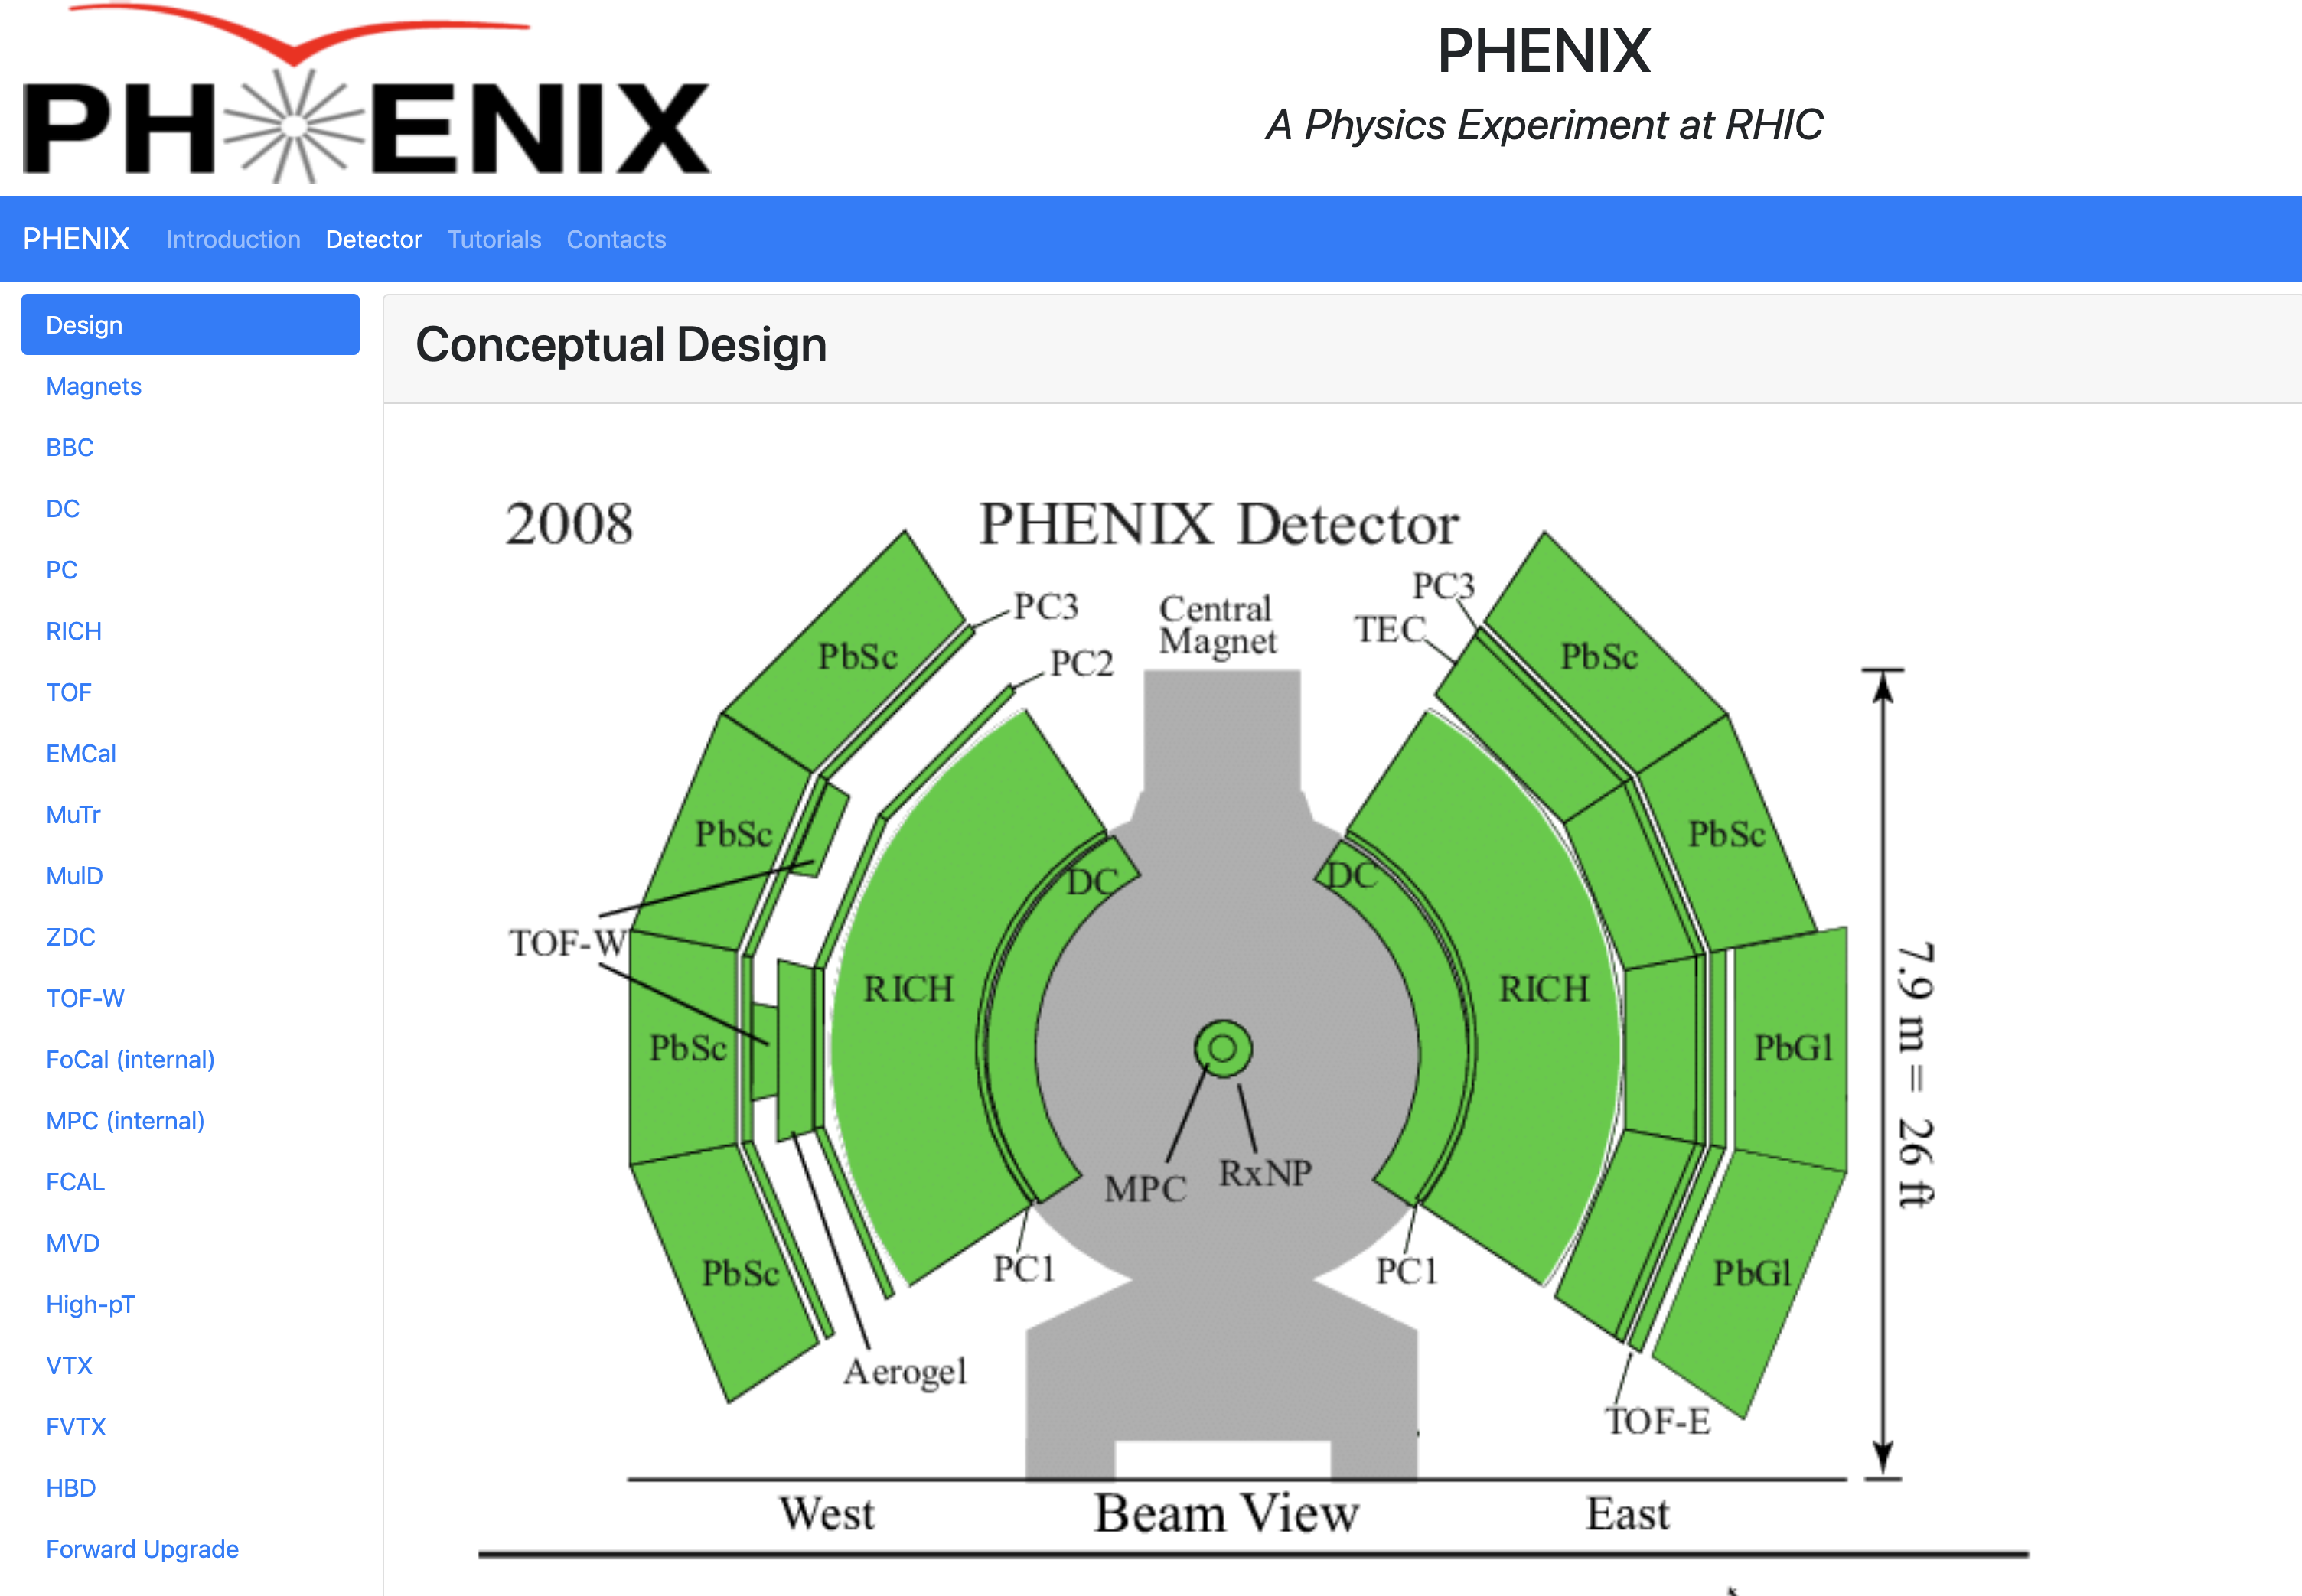 PHENIX
PHENIX
A Physics Experiment at RHIC
PHENIX Introduction Detector Tutorials Contacts
Design
Magnets
BBC
DC
PC
RICH
TOF
EMCal
MuTr
MuID
ZDC
TOF-W
FoCal (internal)
MPC (internal)
FCAL
MVD
High-pT
VTX
FVTX
HBD
Forward Upgrade
Conceptual Design
2008
PHENIX Detector
PC3
Central
Magnet
PC3
TEC
PbSc
PC2
PbSc
PbSc
DC
DC
PbSc
TOF-W
RICH
RICH
PbSc
PbGl
7.9 m = 26 ft
MPC
RxNP
PC1
PC1
PbSc
PbGl
Aerogel
TOF-E
West
Beam View
East